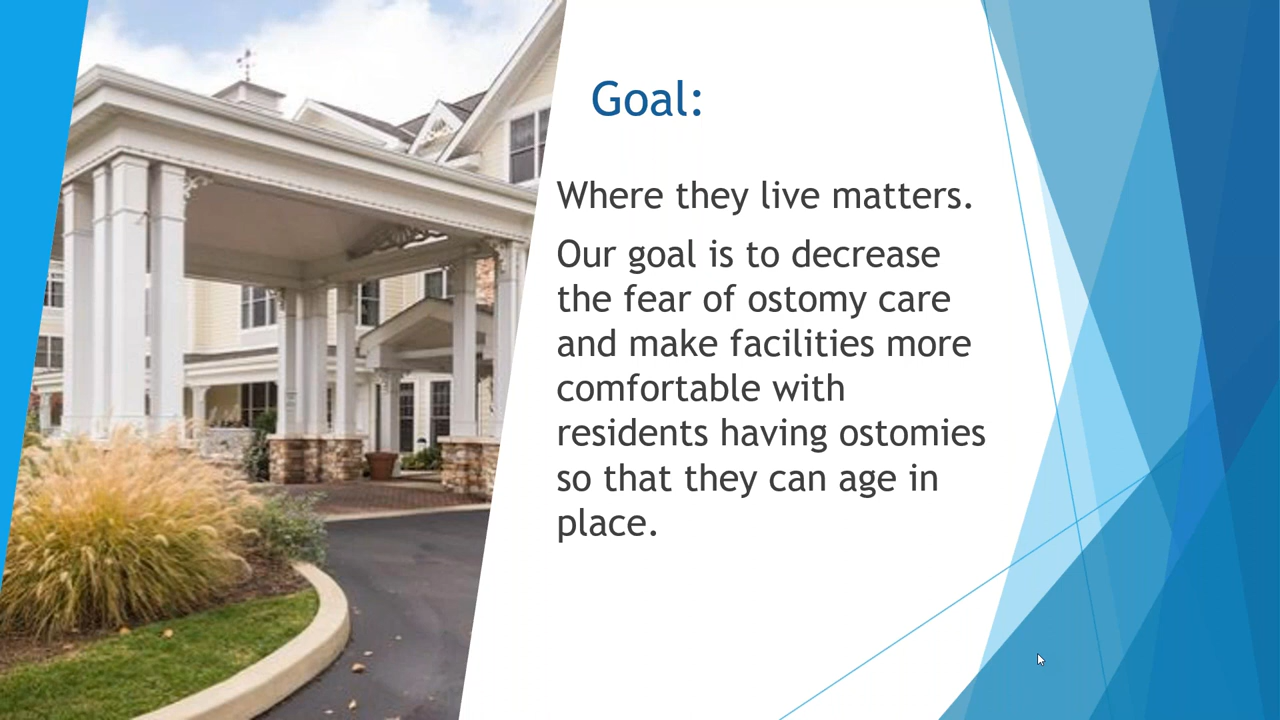 Goal:
Where they live matters.
Our goal is to decrease
the fear of ostomy care
and make facilities more
comfortable with
residents having ostomies
so that they can age in
place.